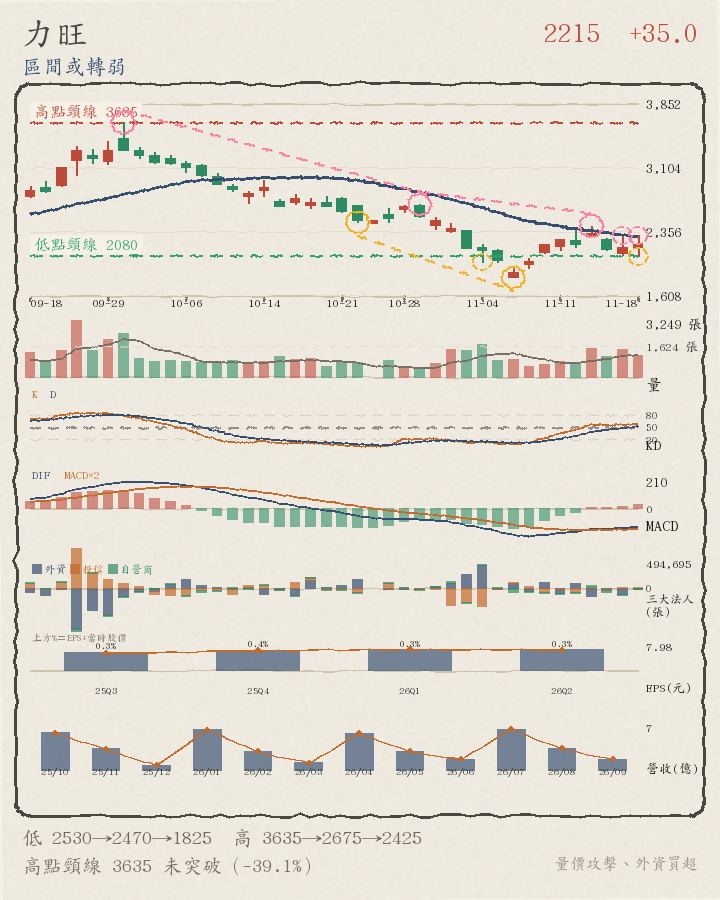 力旺
2215 +35.0
區間或轉弱
高點頸線 3635
3,852
3,104
2,356
低點頸線 2080
1,608
09-18 09-29 10-06 10-14 10-21 10-28 11-04 11-11 11-18
3,249 張
1,624 張
量
K D
80
50
20
KD
DIF MACD×2
210
0
MACD
外資 投信 自營商
494,695
0
三大法人
(張)
上方%=EPS÷當時股價
0.3% 0.4% 0.3% 0.3%
7.98
25Q3 25Q4 26Q1 26Q2
EPS(元)
7
25/10 25/11 25/12 26/01 26/02 26/03 26/04 26/05 26/06 26/07 26/08 26/09
營收(億)
低 2530→2470→1825 高 3635→2675→2425
高點頸線 3635 未突破 (-39.1%)
量價攻擊、外資買超